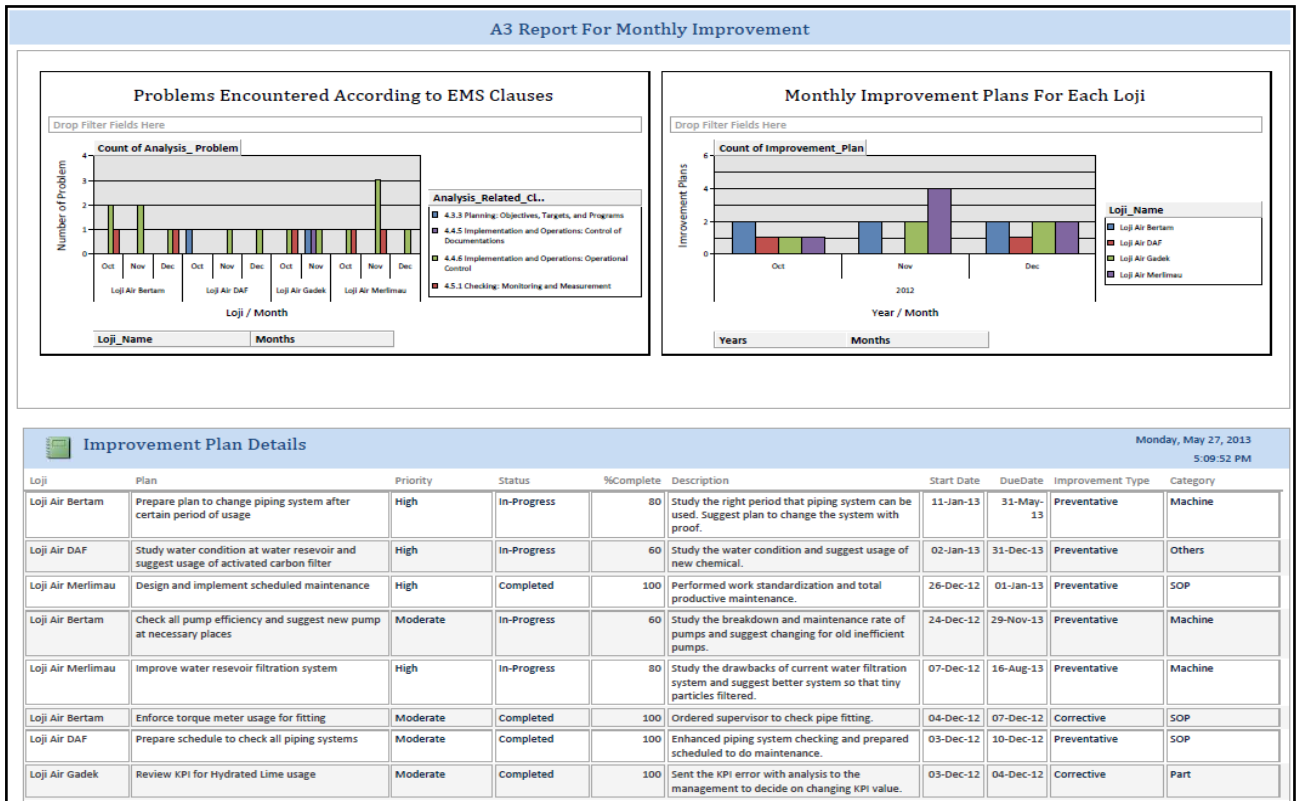 A3 Report For Monthly Improvement
Problems Encountered According to EMS Clauses
Drop Filter Fields Here
Count of Analysis_ Problem
Number of Problem
4
3
2
1
0
Oct Nov Dec Oct Nov Dec Oct Nov Oct Nov Dec
Loji Air Bertam Loji Air DAF Loji Air Gadek Loji Air Merlimau
Loji / Month
Loji_Name Months
Analysis_Related_Cl...
4.3.3 Planning: Objectives, Targets, and Programs
4.4.5 Implementation and Operations: Control of
Documentations
4.4.6 Implementation and Operations: Operational
Control
4.5.1 Checking: Monitoring and Measurement
Monthly Improvement Plans For Each Loji
Drop Filter Fields Here
Count of Improvement_Plan
Imrovement Plans
6
4
2
0
Oct Nov Dec
2012
Year / Month
Years Months
Loji_Name
Loji Air Bertam
Loji Air DAF
Loji Air Gadek
Loji Air Merlimau
Improvement Plan Details
Monday, May 27, 2013
5:09:52 PM
Loji Plan Priority Status %Complete Description Start Date DueDate Improvement Type Category
Loji Air Bertam Prepare plan to change piping system after High In-Progress 80 Study the right period that piping system can be 11-Jan-13 31-May- Preventative Machine
certain period of usage used. Suggest plan to change the system with 13
proof.
Loji Air DAF Study water condition at water resevoir and High In-Progress 60 Study the water condition and suggest usage of 02-Jan-13 31-Dec-13 Preventative Others
suggest usage of activated carbon filter new chemical.
Loji Air Merlimau Design and implement scheduled maintenance High Completed 100 Performed work standardization and total 26-Dec-12 01-Jan-13 Preventative SOP
productive maintenance.
Loji Air Bertam Check all pump efficiency and suggest new pump Moderate In-Progress 60 Study the breakdown and maintenance rate of 24-Dec-12 29-Nov-13 Preventative Machine
at necessary places pumps and suggest changing for old inefficient
pumps.
Loji Air Merlimau Improve water resevoir filtration system High In-Progress 80 Study the drawbacks of current water filtration 07-Dec-12 16-Aug-13 Preventative Machine
system and suggest better system so that tiny
particles filtered.
Loji Air Bertam Enforce torque meter usage for fitting Moderate Completed 100 Ordered supervisor to check pipe fitting. 04-Dec-12 07-Dec-12 Corrective SOP
Loji Air DAF Prepare schedule to check all piping systems Moderate Completed 100 Enhanced piping system checking and prepared 03-Dec-12 10-Dec-12 Preventative SOP
scheduled to do maintenance.
Loji Air Gadek Review KPI for Hydrated Lime usage Moderate Completed 100 Sent the KPI error with analysis to the 03-Dec-12 04-Dec-12 Corrective Part
management to decide on changing KPI value.